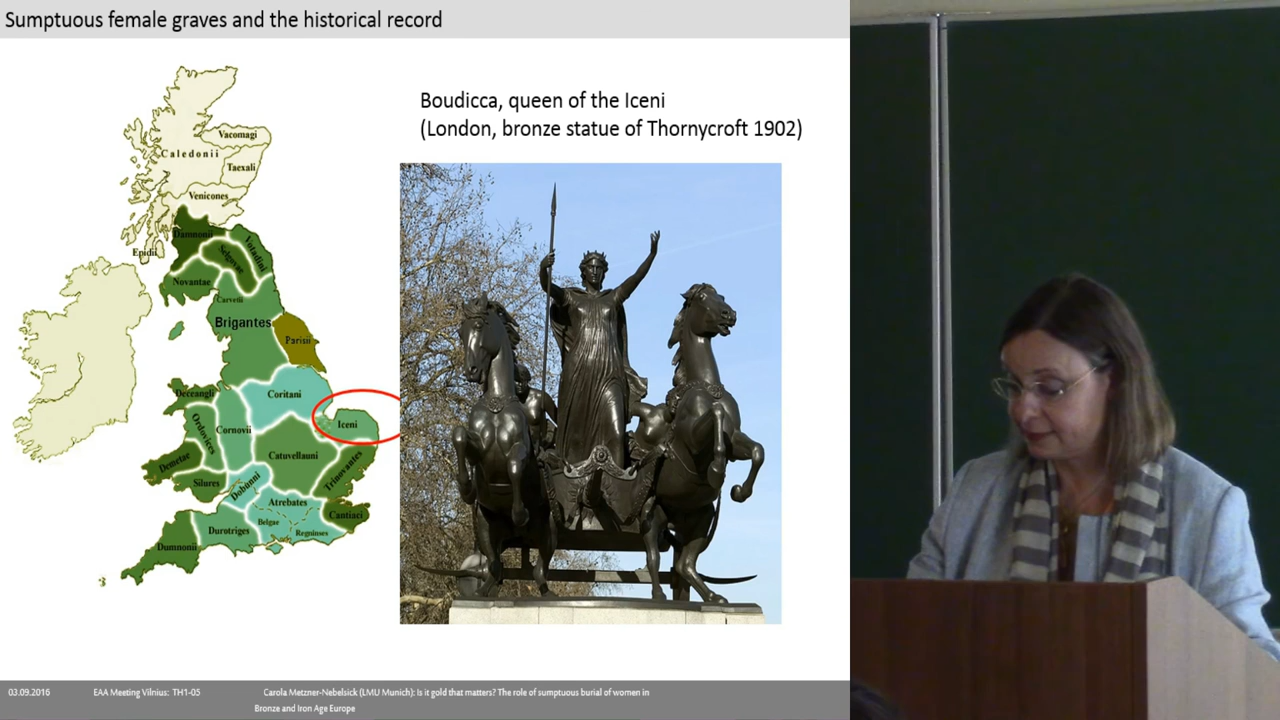 Sumptuous female graves and the historical record
Boudicca, queen of the Iceni
(London, bronze statue of Thornycroft 1902)
Vacomagi
Caledonii
Taexali
Venicones
Damnonii
Votadini
Selgovae
Epidii
Novantae
Carvetii
Brigantes
Parisii
Deceangli
Coritani
Iceni
Ordovices
Cornovii
Catuvellauni
Demetae
Trinovantes
Silures
Dobunni
Atrebates
Cantiaci
Belgae
Durotriges
Regninses
Dumnonii
03.09.2016
EAA Meeting Vilnius: TH1-05
Carola Metzner-Nebelsick (LMU Munich): Is it gold that matters? The role of sumptuous burial of women in
Bronze and Iron Age Europe